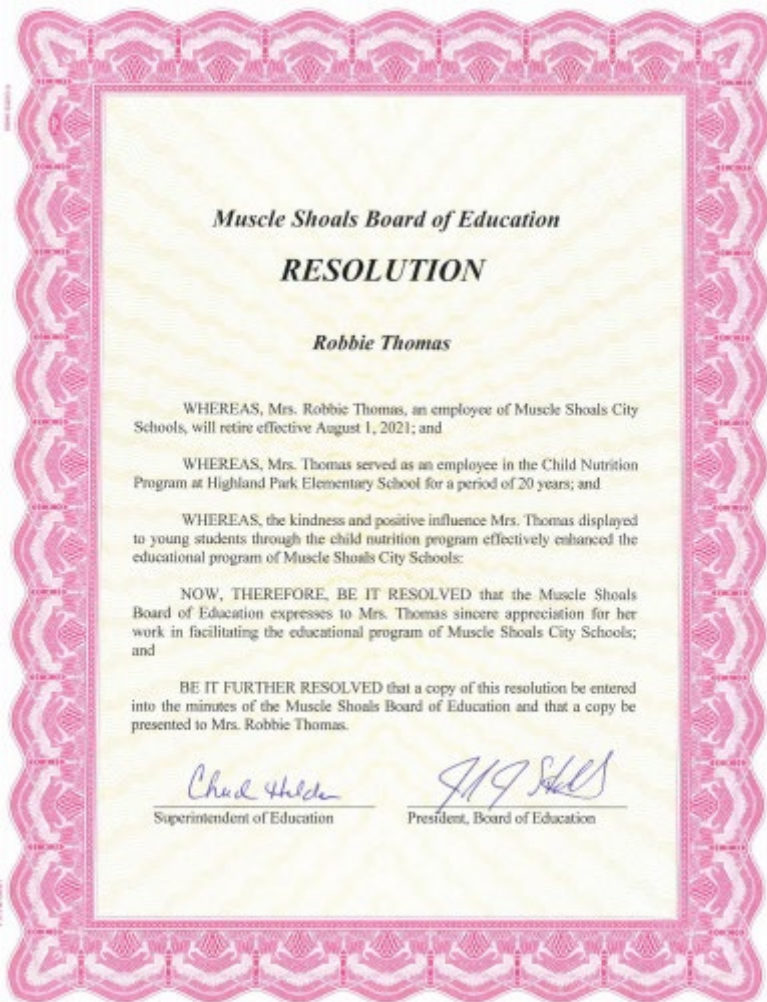 Muscle Shoals Board of Education
RESOLUTION
Robbie Thomas
WHEREAS, Mrs. Robbie Thomas, an employee of Muscle Shoals City
Schools, will retire effective August 1, 2021; and
WHEREAS, Mrs. Thomas served as an employee in the Child Nutrition
Program at Highland Park Elementary School for a period of 20 years; and
WHEREAS, the kindness and positive influence Mrs. Thomas displayed
to young students through the child nutrition program effectively enhanced the
educational program of Muscle Shoals City Schools:
NOW, THEREFORE, BE IT RESOLVED that the Muscle Shoals
Board of Education expresses to Mrs. Thomas sincere appreciation for her
work in facilitating the educational program of Muscle Shoals City Schools;
and
BE IT FURTHER RESOLVED that a copy of this resolution be entered
into the minutes of the Muscle Shoals Board of Education and that a copy be
presented to Mrs. Robbie Thomas.
Chad Holden
Superintendent of Education
President, Board of Education